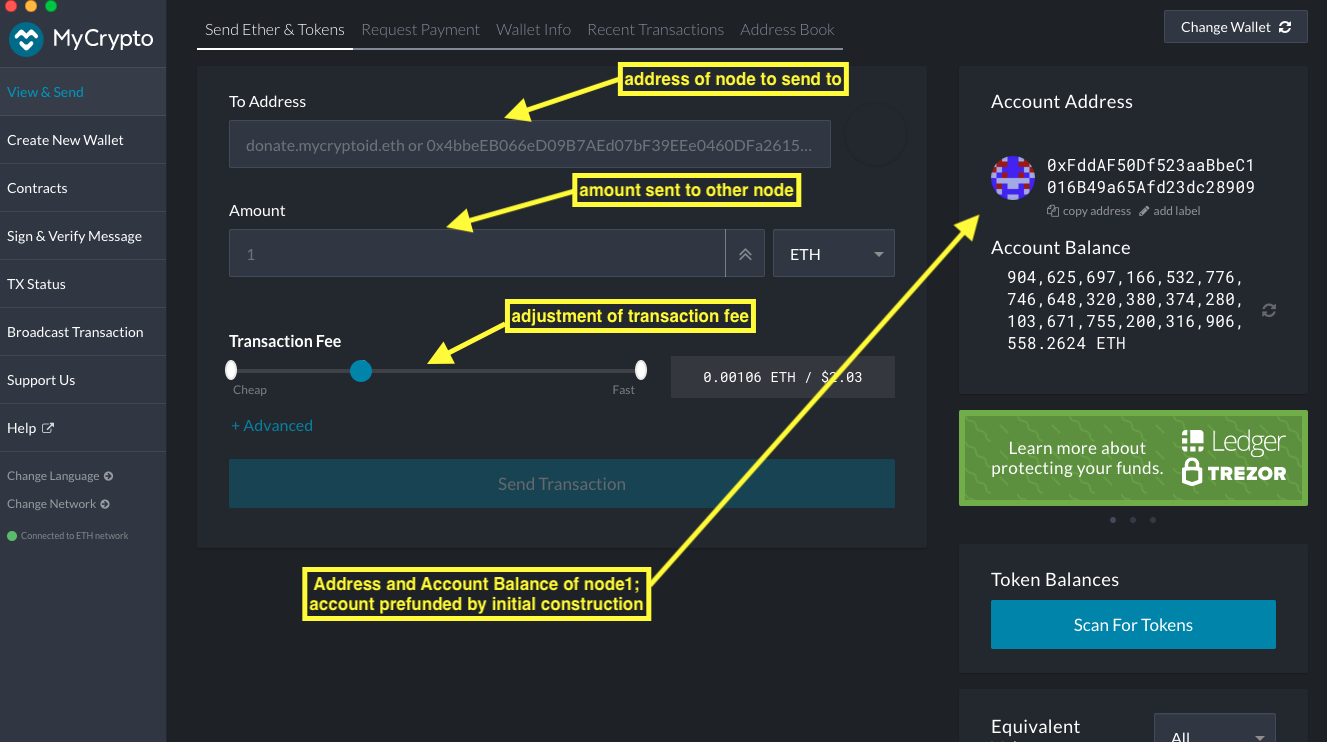 MyCrypto
View & Send
Create New Wallet
Contracts
Sign & Verify Message
TX Status
Broadcast Transaction
Support Us
Help
Change Language
Change Network
Connected to ETH network
Send Ether & Tokens
Request Payment
Wallet Info
Recent Transactions
Address Book
Change Wallet
address of node to send to
To Address
donate.mycryptoid.eth or 0x4bbeEB066eD09B7AEd07bF39EEe0460DFa2615...
amount sent to other node
Amount
1
ETH
adjustment of transaction fee
Transaction Fee
Cheap
Fast
0.00106 ETH / $2.03
+ Advanced
Send Transaction
Address and Account Balance of node1;
account prefunded by initial construction
Account Address
0xFddAF50Df523aaBbeC1
016B49a65Afd23dc28909
copy address
add label
Account Balance
904,625,697,166,532,776,
746,648,320,380,374,280,
103,671,755,200,316,906,
558.2624 ETH
Learn more about
protecting your funds.
Ledger
TREZOR
Token Balances
Scan For Tokens
Equivalent
All